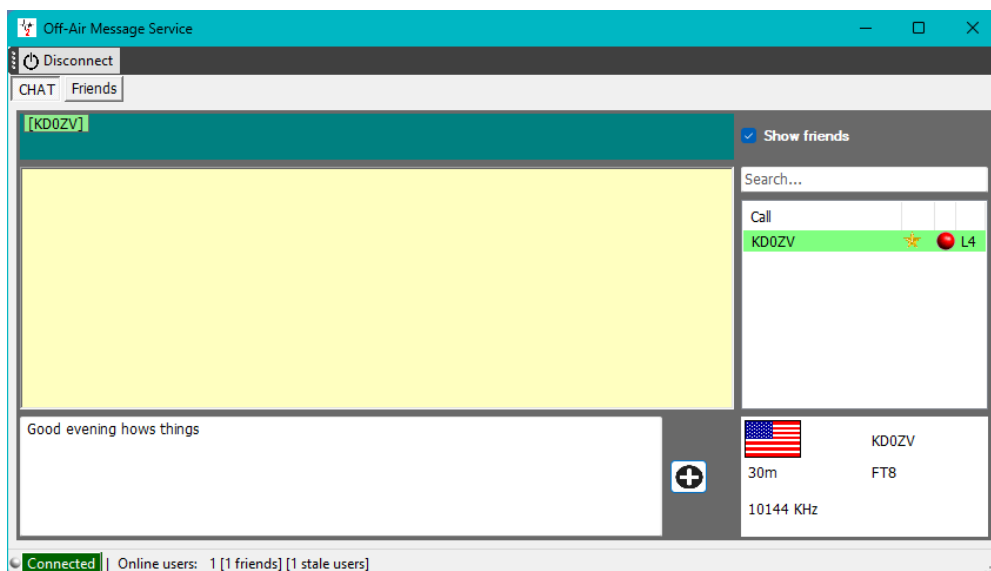 Off-Air Message Service
Disconnect
CHAT Friends
[KD0ZV]
Show friends
Search...
Call
KD0ZV L4
Good evening hows things
KD0ZV
30m FT8
10144 KHz
Connected | Online users: 1 [1 friends] [1 stale users]